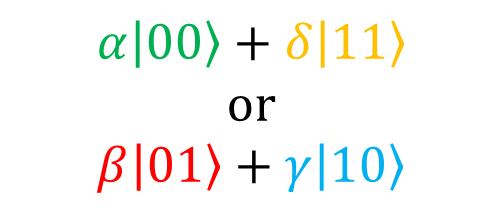 α|00⟩ + δ|11⟩
or
β|01⟩ + γ|10⟩